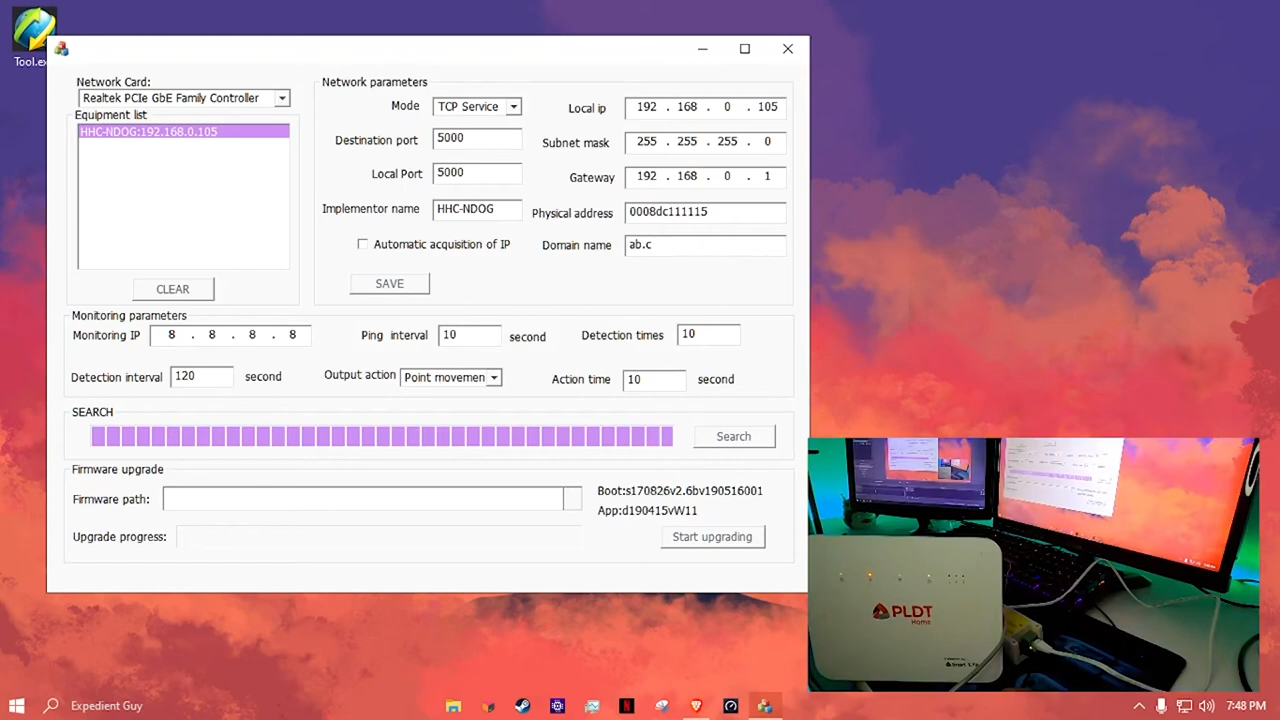 Tool.ex
Network Card:
Realtek PCIe GbE Family Controller
Equipment list
HHC-NDOG:192.168.0.105
CLEAR
Network parameters
Mode TCP Service
Destination port 5000
Local Port 5000
Implementor name HHC-NDOG
Automatic acquisition of IP
SAVE
Local ip 192 . 168 . 0 . 105
Subnet mask 255 . 255 . 255 . 0
Gateway 192 . 168 . 0 . 1
Physical address 0008dc111115
Domain name ab.c
Monitoring parameters
Monitoring IP 8 . 8 . 8 . 8 Ping interval 10 second Detection times 10
Detection interval 120 second Output action Point movemen Action time 10 second
SEARCH
Search
Firmware upgrade
Firmware path:
Boot:s170826v2.6bv190516001
App:d190415vW11
Upgrade progress:
Start upgrading
PLDT
Home
Expedient Guy
7:48 PM